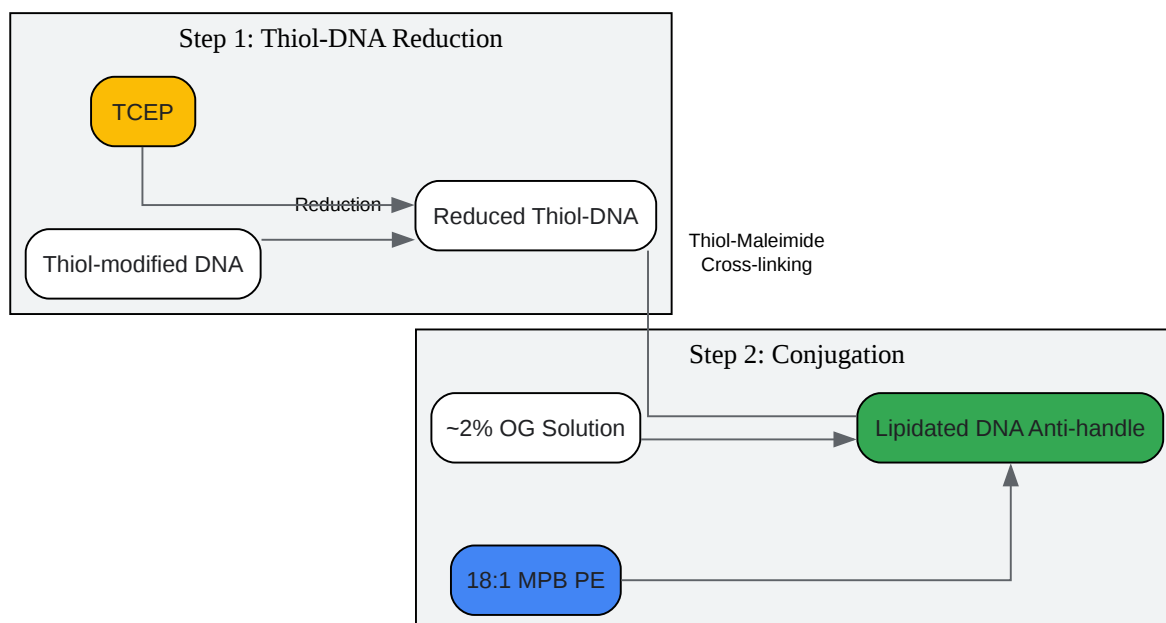 Step 1: Thiol-DNA Reduction
TCEP
Reduction
Reduced Thiol-DNA
Thiol-modified DNA
Thiol-Maleimide
Cross-linking
Step 2: Conjugation
~2% OG Solution
Lipidated DNA Anti-handle
18:1 MPB PE